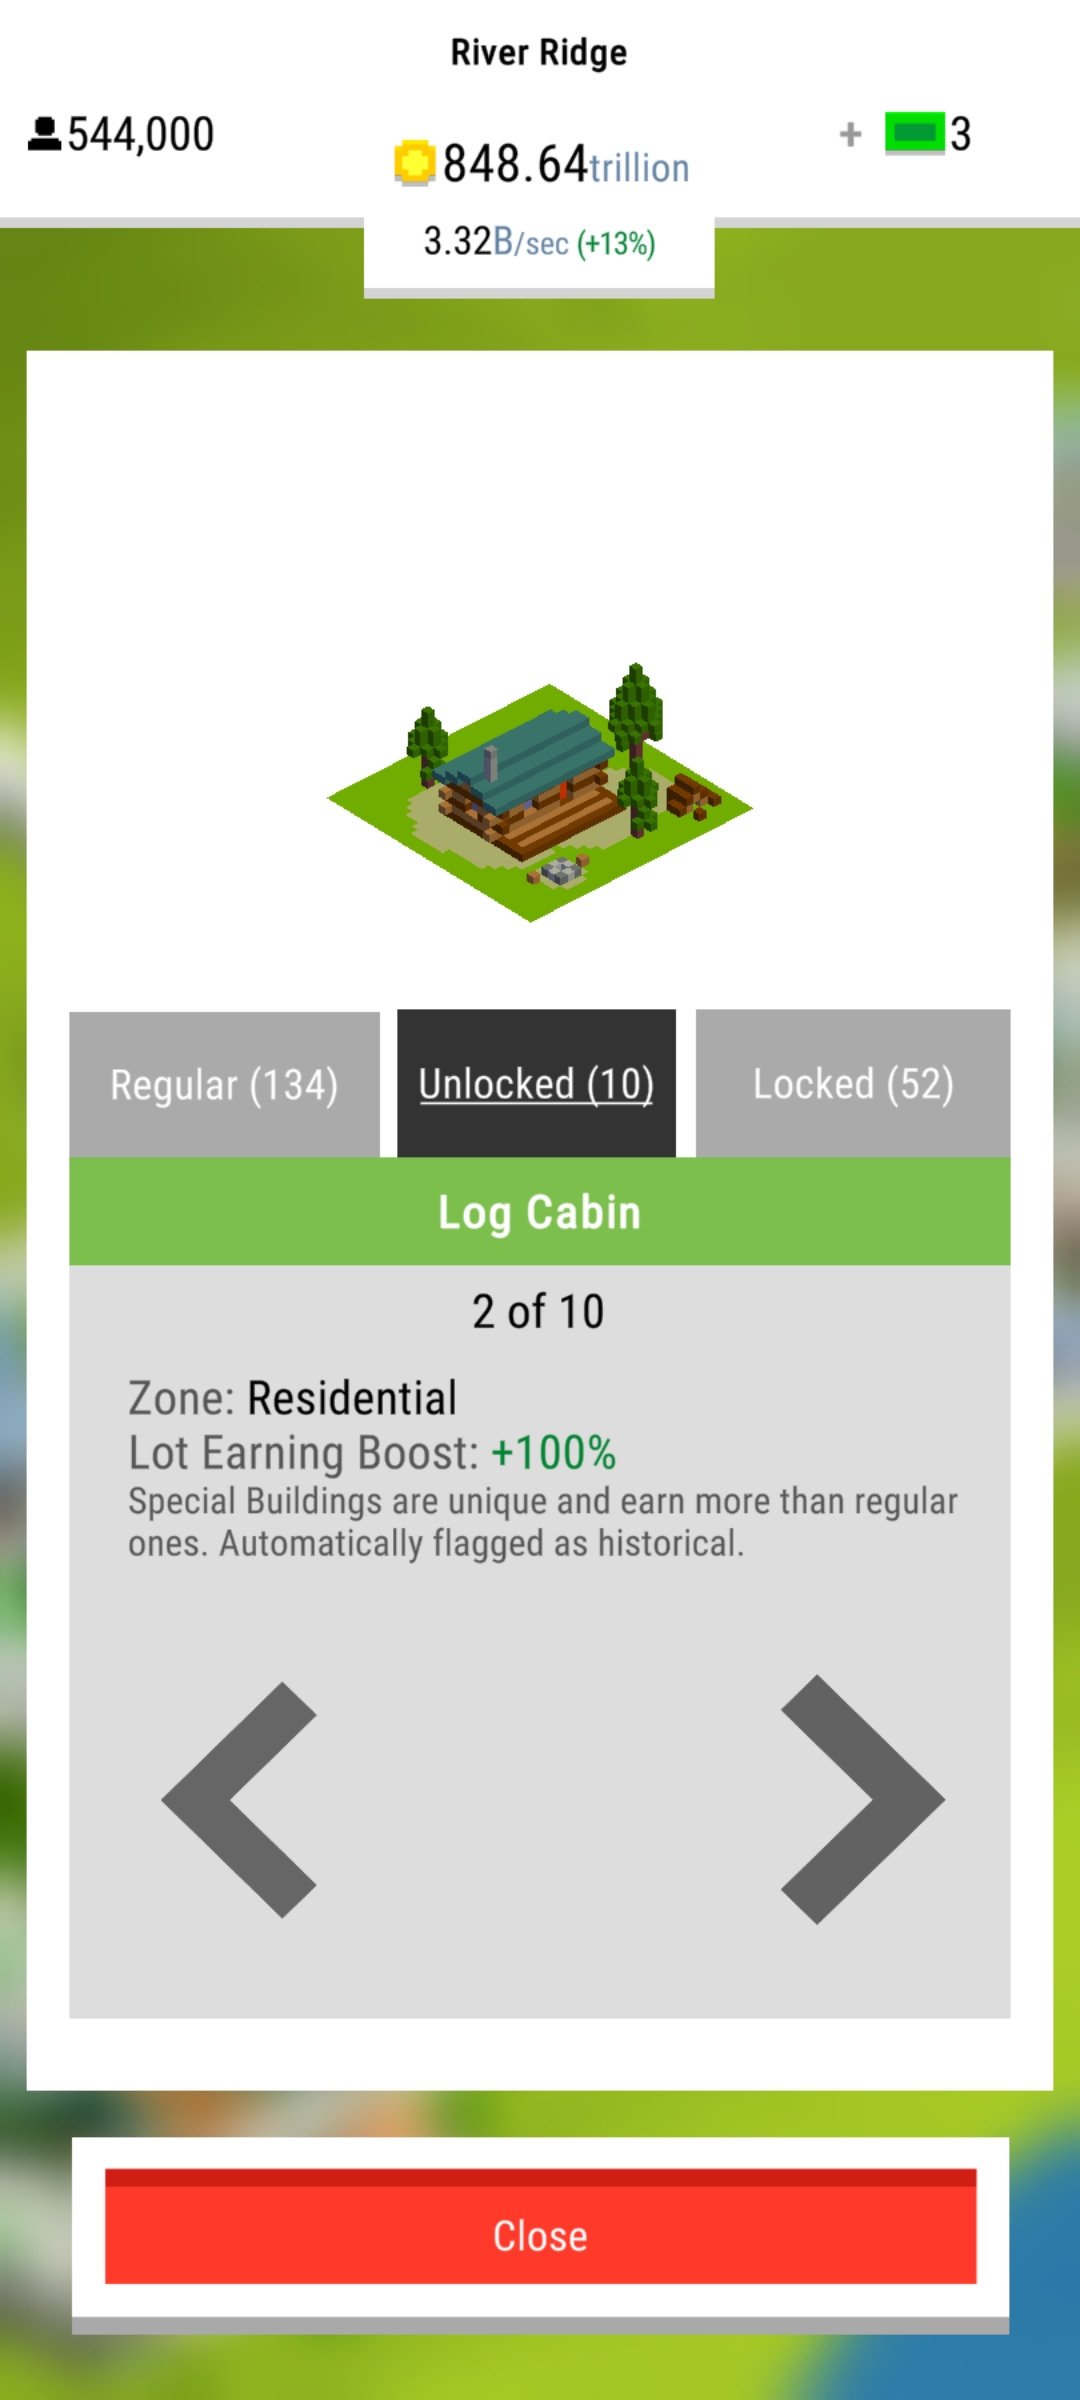 River Ridge
544,000
848.64trillion
+ 3
3.32B/sec (+13%)
Regular (134)
Unlocked (10)
Locked (52)
Log Cabin
2 of 10
Zone: Residential
Lot Earning Boost: +100%
Special Buildings are unique and earn more than regular
ones. Automatically flagged as historical.
Close